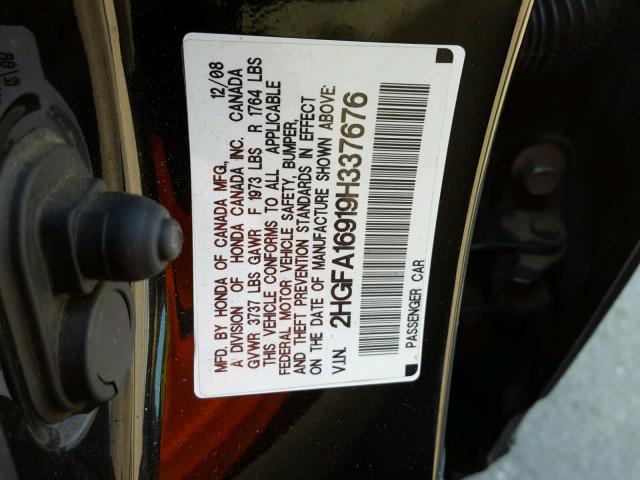 MFD. BY HONDA OF CANADA MFG., 12/08
A DIVISION OF HONDA CANADA INC. CANADA
GVWR 3737 LBS GAWR F 1973 LBS R 1764 LBS
THIS VEHICLE CONFORMS TO ALL APPLICABLE
FEDERAL MOTOR VEHICLE SAFETY, BUMPER,
AND THEFT PREVENTION STANDARDS IN EFFECT
ON THE DATE OF MANUFACTURE SHOWN ABOVE:
V.I.N. 2HGFA16919H337676
PASSENGER CAR